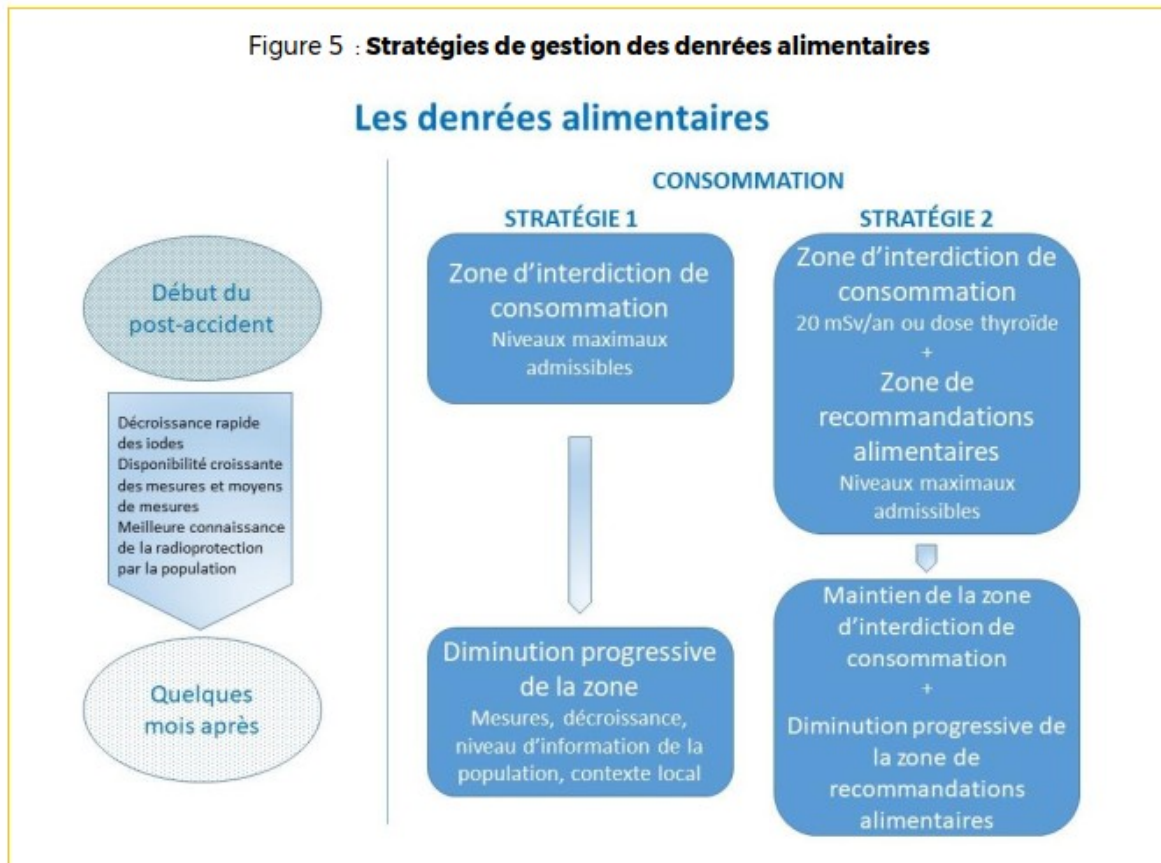 Figure 5 : Stratégies de gestion des denrées alimentaires
Les denrées alimentaires
CONSOMMATION
STRATÉGIE 1
STRATÉGIE 2
Début du
post-accident
Zone d'interdiction de
consommation
Niveaux maximaux
admissibles
Zone d'interdiction de
consommation
20 mSv/an ou dose thyroïde
+
Zone de
recommandations
alimentaires
Niveaux maximaux
admissibles
Décroissance rapide
des iodes
Disponibilité croissante
des mesures et moyens
de mesures
Meilleure connaissance
de la radioprotection
par la population
Quelques
mois après
Diminution progressive
de la zone
Mesures, décroissance,
niveau d'information de la
population, contexte local
Maintien de la zone
d'interdiction de
consommation
+
Diminution progressive de
la zone de
recommandations
alimentaires